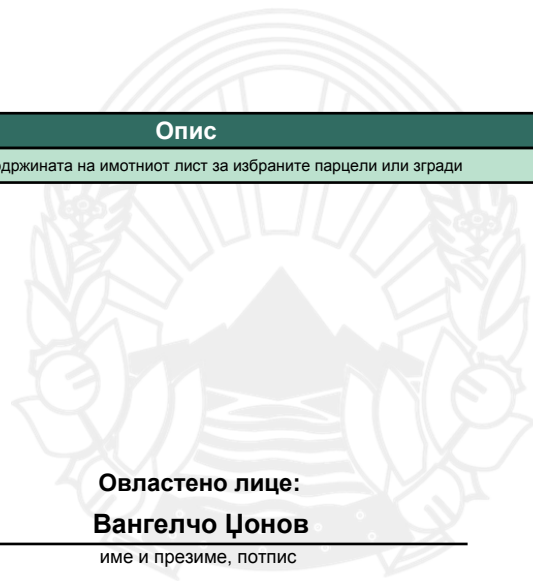 Опис
држината на имотниот лист за избраните парцели или згради
Овластено лице:
Вангелчо Џонов
име и презиме, потпис